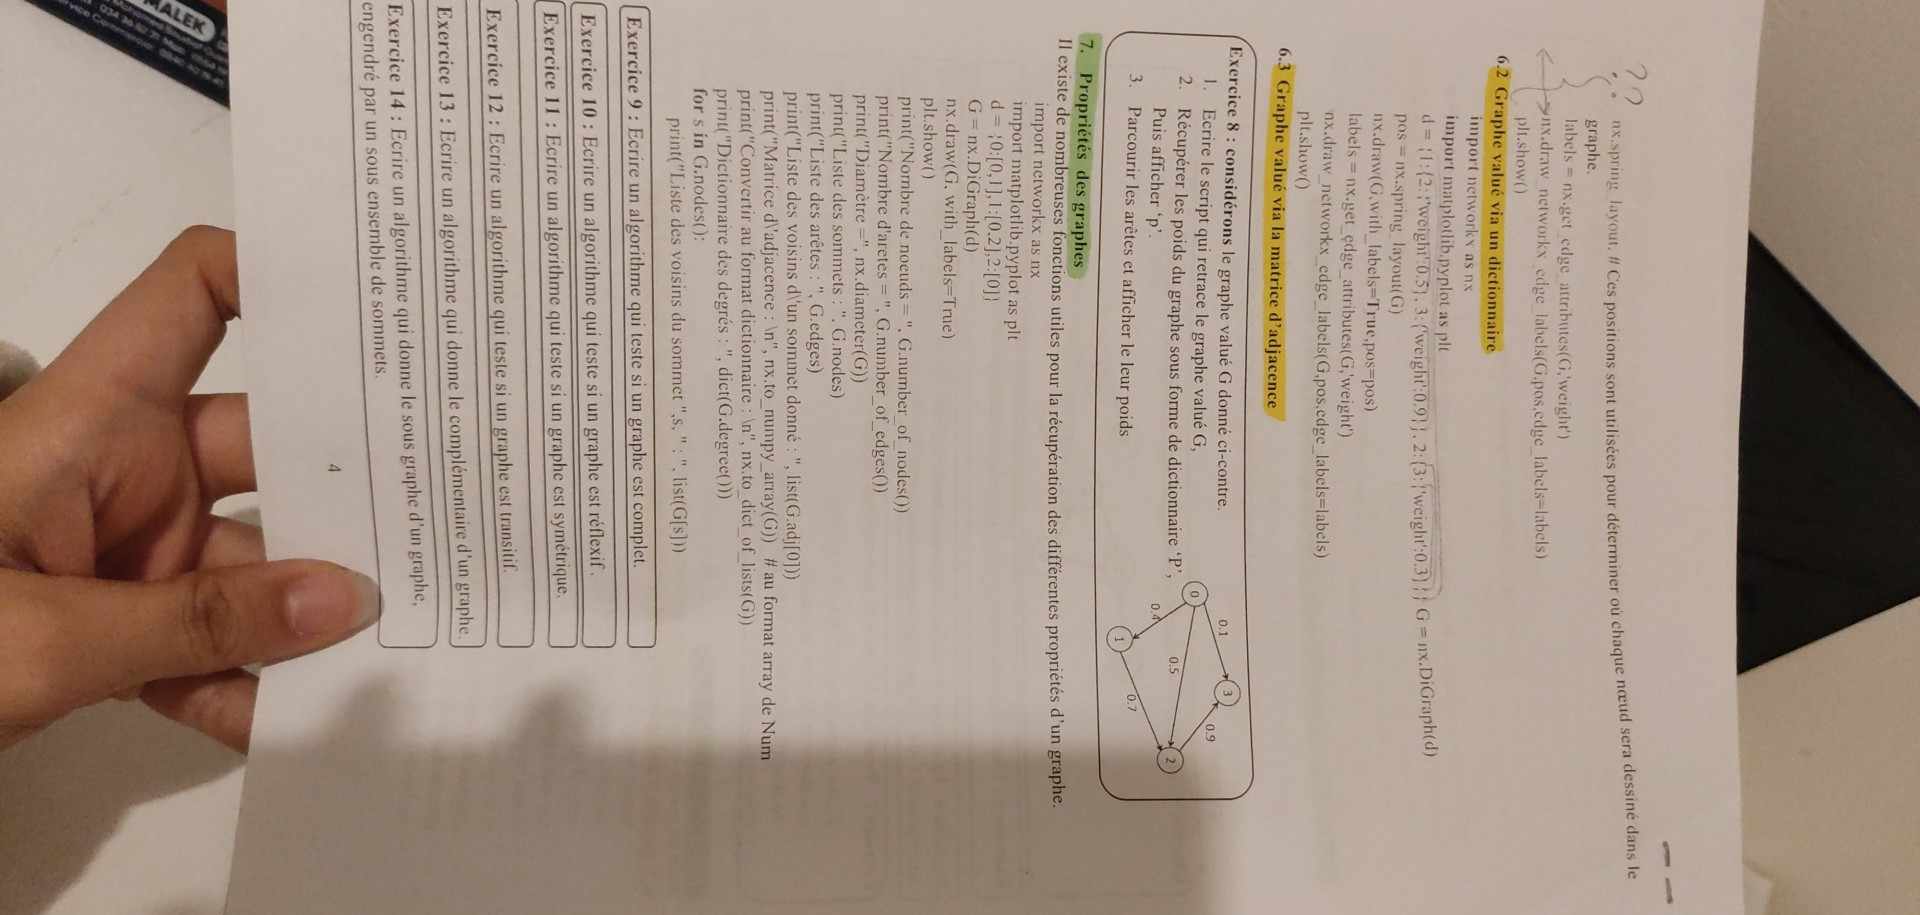 ??
nx.spring_layout, # Ces positions sont utilisées pour déterminer où chaque nœud sera dessiné dans le
graphe.
labels = nx.get_edge_attributes(G,'weight')
nx.draw_networkx_edge_labels(G,pos,edge_labels=labels)
plt.show()
6.2 Graphe valué via un dictionnaire
import networkx as nx
import matplotlib.pyplot as plt
d = {1:{2:{'weight':0.5}, 3:{'weight':0.9}}, 2:{3:{'weight':0.3}}} G = nx.DiGraph(d)
pos = nx.spring_layout(G)
nx.draw(G,with_labels=True,pos=pos)
labels = nx.get_edge_attributes(G,'weight')
nx.draw_networkx_edge_labels(G,pos,edge_labels=labels)
plt.show()
6.3 Graphe valué via la matrice d'adjacence
Exercice 8 : considérons le graphe valué G donné ci-contre.
1. Ecrire le script qui retrace le graphe valué G,
2. Récupérer les poids du graphe sous forme de dictionnaire 'P',
Puis afficher 'p'.
3. Parcourir les arêtes et afficher le leur poids
0.1
3
0.9
0
0.5
2
0.4
1
0.7
7. Propriétés des graphes
Il existe de nombreuses fonctions utiles pour la récupération des différentes propriétés d'un graphe.
import networkx as nx
import matplotlib.pyplot as plt
d = {0:[0,1],1:[0,2],2:[0]}
G = nx.DiGraph(d)
nx.draw(G, with_labels=True)
plt.show()
print("Nombre de noeuds = ", G.number_of_nodes())
print("Nombre d'aretes = ", G.number_of_edges())
print("Diamètre =", nx.diameter(G))
print("Liste des sommets : ", G.nodes)
print("Liste des arêtes : ", G.edges)
print("Liste des voisins d\'un sommet donné : ", list(G.adj[0]))
print("Matrice d\'adjacence : \n", nx.to_numpy_array(G)) # au format array de Num
print("Convertir au format dictionnaire : \n", nx.to_dict_of_lists(G))
print("Dictionnaire des degrés : ", dict(G.degree()))
for s in G.nodes():
print("Liste des voisins du sommet ",s, " : ", list(G[s]))
Exercice 9 : Ecrire un algorithme qui teste si un graphe est complet.
Exercice 10 : Ecrire un algorithme qui teste si un graphe est réflexif .
Exercice 11 : Ecrire un algorithme qui teste si un graphe est symétrique.
Exercice 12 : Ecrire un algorithme qui teste si un graphe est transitif.
Exercice 13 : Ecrire un algorithme qui donne le complémentaire d'un graphe.
Exercice 14 : Ecrire un algorithme qui donne le sous graphe d'un graphe,
engendré par un sous ensemble de sommets.
4
MALEK